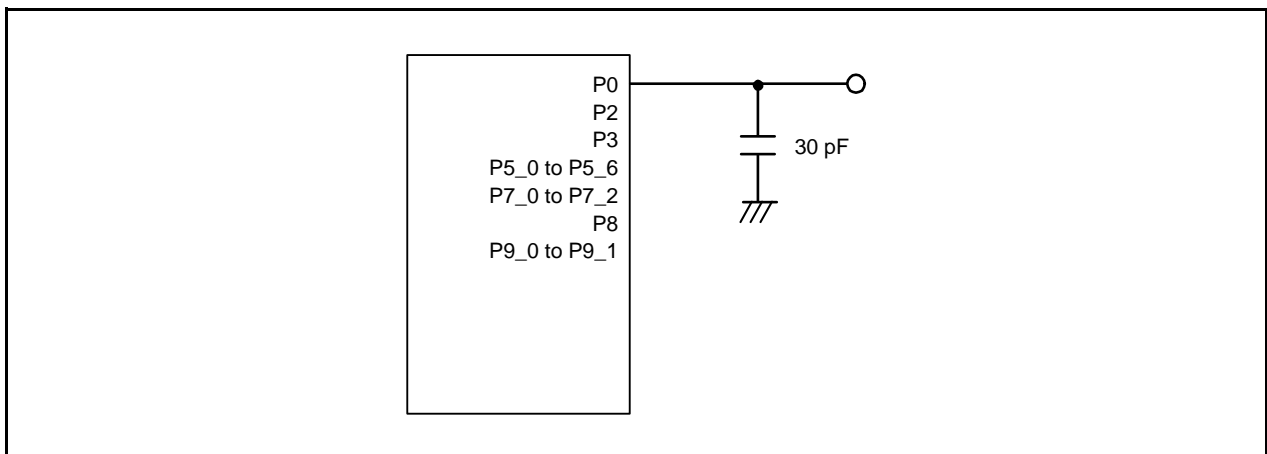 P0
P2
P3
30 pF
P5_0 to P5_6
P7_0 to P7_2
P8
P9_0 to P9_1